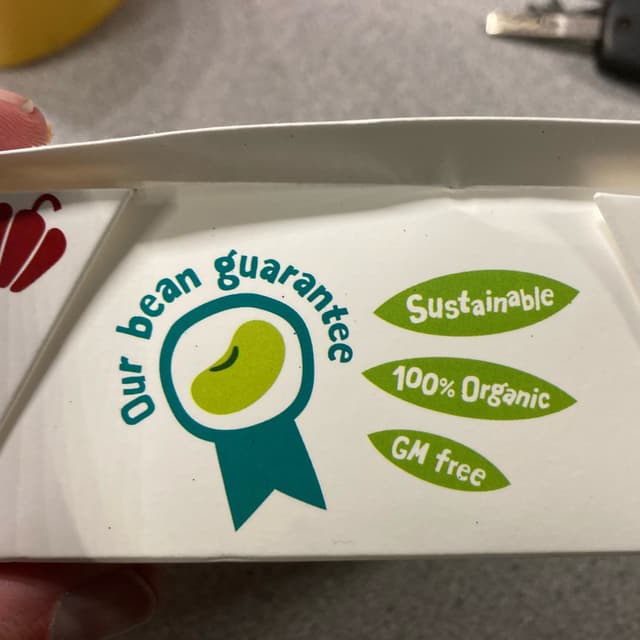 Our bean guarantee
Sustainable
100% Organic
GM free